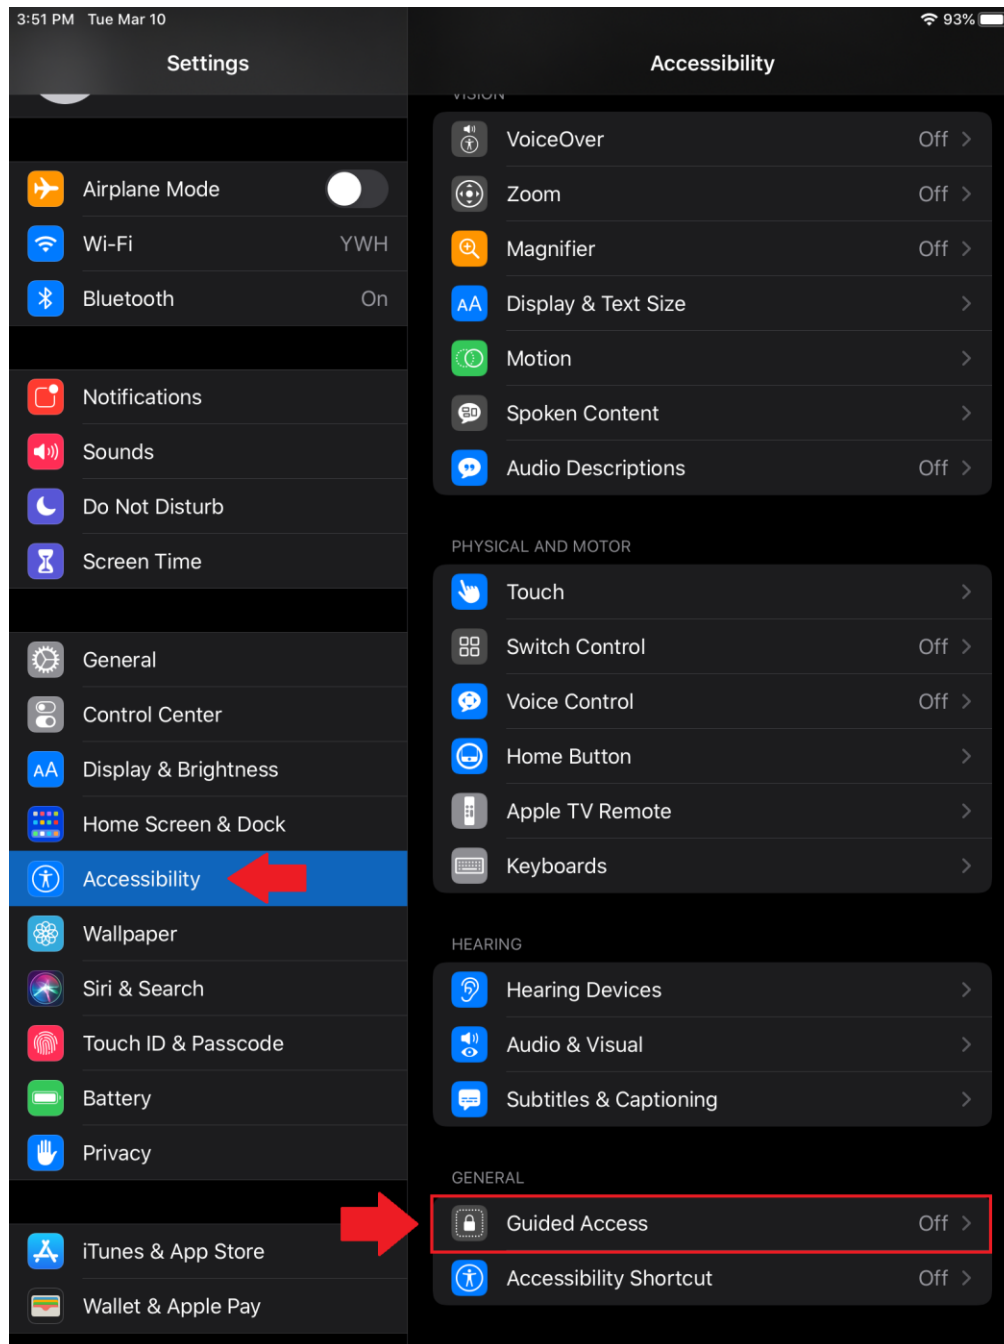 3:51 PM Tue Mar 10
93%
Settings
Airplane Mode
Wi-Fi YWH
Bluetooth On
Notifications
Sounds
Do Not Disturb
Screen Time
General
Control Center
AA Display & Brightness
Home Screen & Dock
Accessibility
Wallpaper
Siri & Search
Touch ID & Passcode
Battery
Privacy
iTunes & App Store
Wallet & Apple Pay
Accessibility
VISION
VoiceOver Off
Zoom Off
Magnifier Off
AA Display & Text Size
Motion
Spoken Content
Audio Descriptions Off
PHYSICAL AND MOTOR
Touch
Switch Control Off
Voice Control Off
Home Button
Apple TV Remote
Keyboards
HEARING
Hearing Devices
Audio & Visual
Subtitles & Captioning
GENERAL
Guided Access Off
Accessibility Shortcut Off